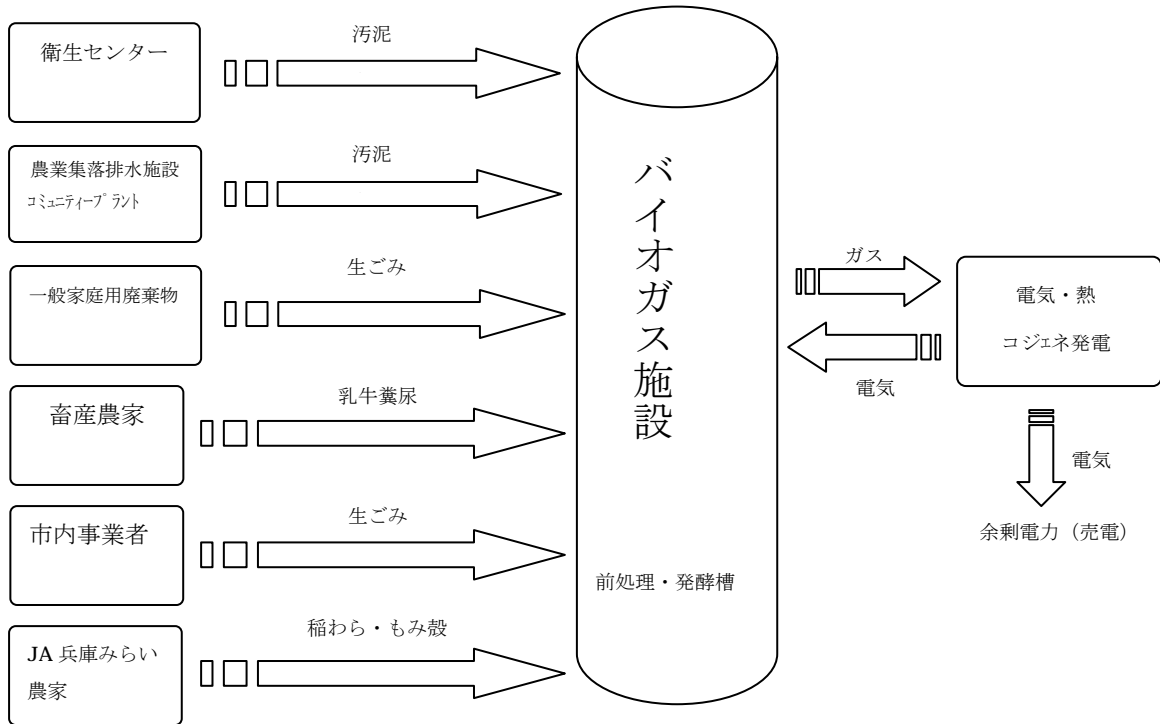 衛生センター
汚泥
農業集落排水施設
ｺﾐｭﾆﾃｨｰﾌﾟﾗﾝﾄ
汚泥
一般家庭用廃棄物
生ごみ
畜産農家
乳牛糞尿
市内事業者
生ごみ
JA 兵庫みらい
農家
稲わら・もみ殻
バイオガス施設
前処理・発酵槽
ガス
電気
電気・熱
コジェネ発電
電気
余剰電力（売電）